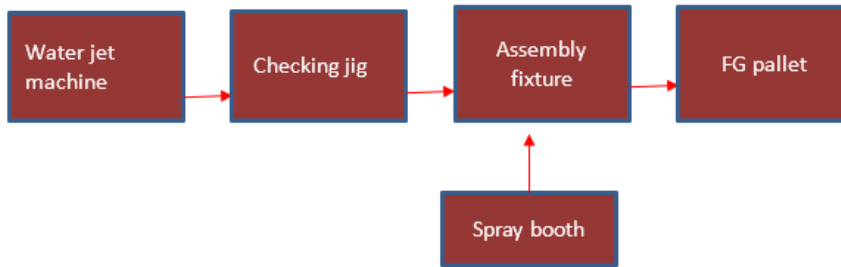 Water jet
machine
Checking jig
Assembly
fixture
FG pallet
Spray booth